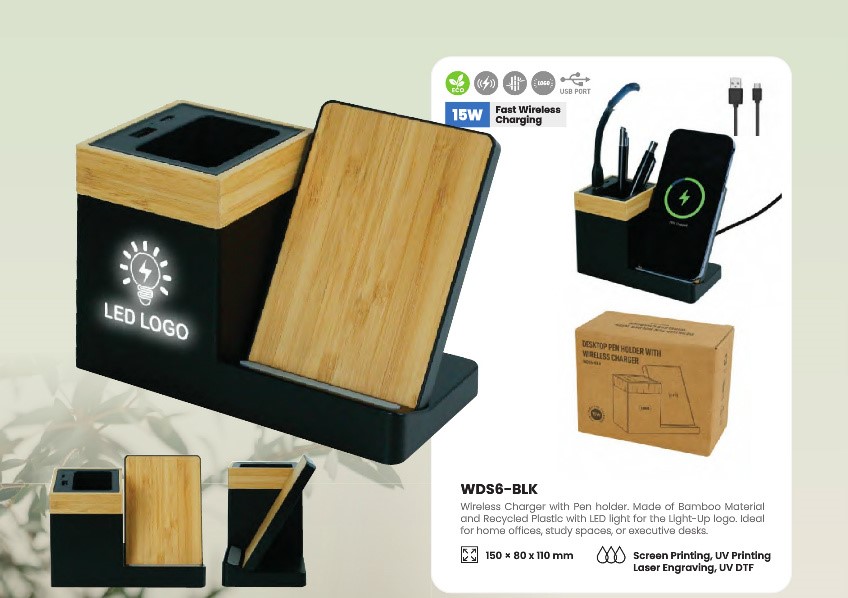 ECO
LOGO
USB PORT
15W Fast Wireless
Charging
LED LOGO
DESKTOP PEN HOLDER WITH
WIRELESS CHARGER
WDS6-BLK
Wireless Charger with Pen holder. Made of Bamboo Material
and Recycled Plastic with LED light for the Light-Up logo. Ideal
for home offices, study spaces, or executive desks.
150 × 80 x 110 mm
Screen Printing, UV Printing
Laser Engraving, UV DTF